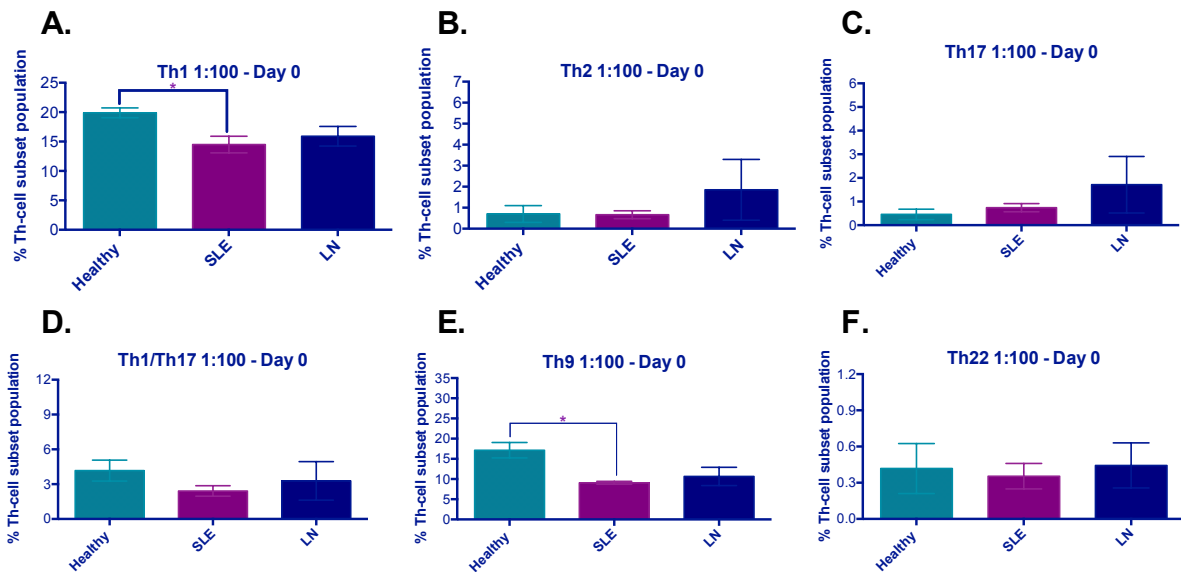 A.
Th1 1:100 - Day 0
% Th-cell subset population
25
20
15
10
5
0
*
Healthy
SLE
LN
B.
Th2 1:100 - Day 0
% Th-cell subset population
7
6
5
4
3
2
1
0
Healthy
SLE
LN
C.
Th17 1:100 - Day 0
% Th-cell subset population
6
5
4
3
2
1
0
Healthy
SLE
LN
D.
Th1/Th17 1:100 - Day 0
% Th-cell subset population
12
9
6
3
0
Healthy
SLE
LN
E.
Th9 1:100 - Day 0
% Th-cell subset population
35
30
25
20
15
10
5
0
*
Healthy
SLE
LN
F.
Th22 1:100 - Day 0
% Th-cell subset population
1.2
0.9
0.6
0.3
0.0
Healthy
SLE
LN